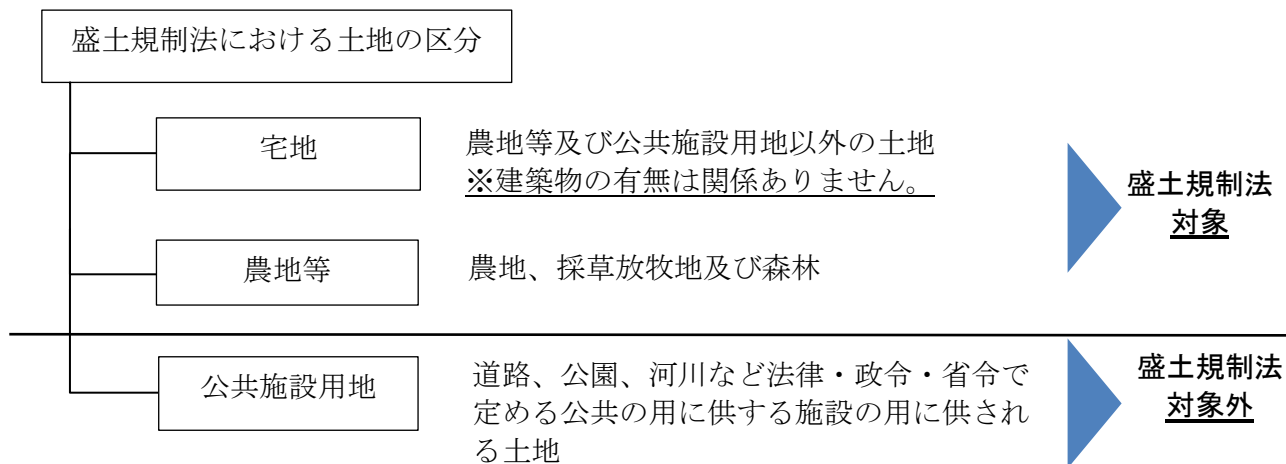 盛土規制法における土地の区分
宅地
農地等及び公共施設用地以外の土地
※建築物の有無は関係ありません。
盛土規制法
対象
農地等
農地、採草放牧地及び森林
公共施設用地
道路、公園、河川など法律・政令・省令で
定める公共の用に供する施設の用に供され
る土地
盛土規制法
対象外